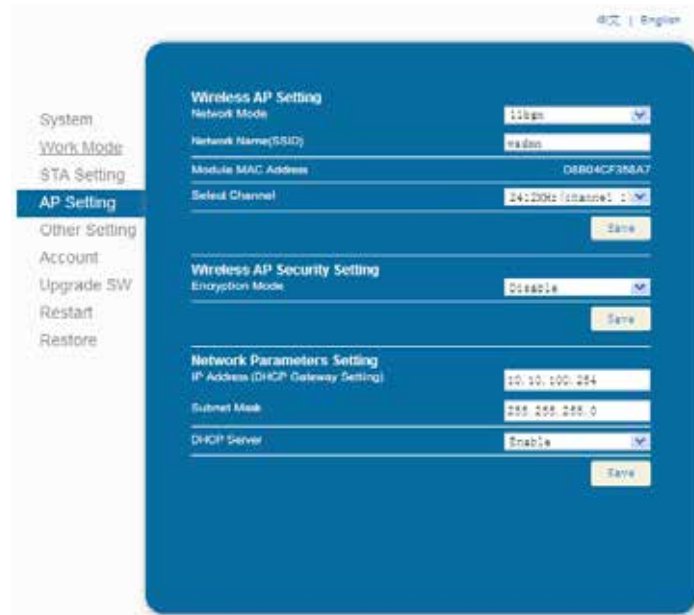 中文 | English
System
Work Mode
STA Setting
AP Setting
Other Setting
Account
Upgrade SW
Restart
Restore
Wireless AP Setting
Network Mode 11bgn
Network Name(SSID)
Module MAC Address D8B04CF358A7
Select Channel 2412MHz(channel 1)
Save
Wireless AP Security Setting
Encryption Mode Disable
Save
Network Parameters Setting
IP Address (DHCP Gateway Setting) 10.10.100.254
Subnet Mask 255.255.255.0
DHCP Server Enable
Save